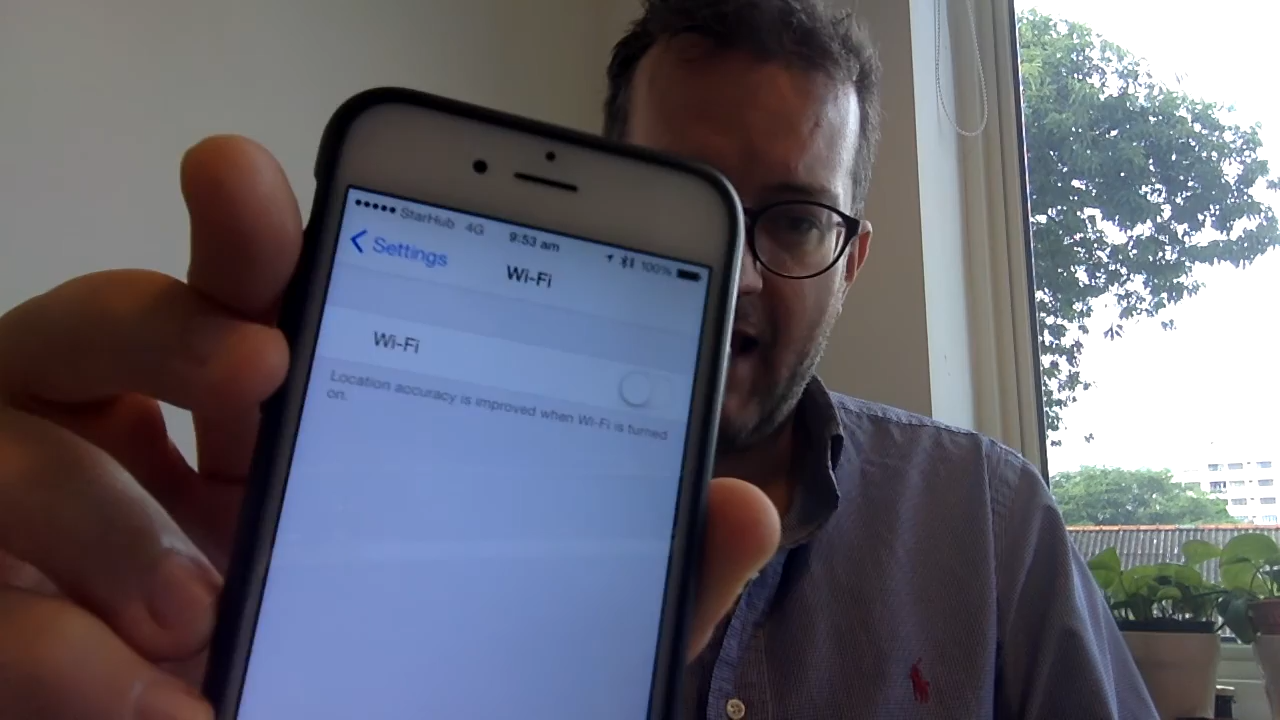 ●●●●● StarHub 4G 9:53 am 100%
Settings Wi-Fi
Wi-Fi
Location accuracy is improved when Wi-Fi is turned
on.